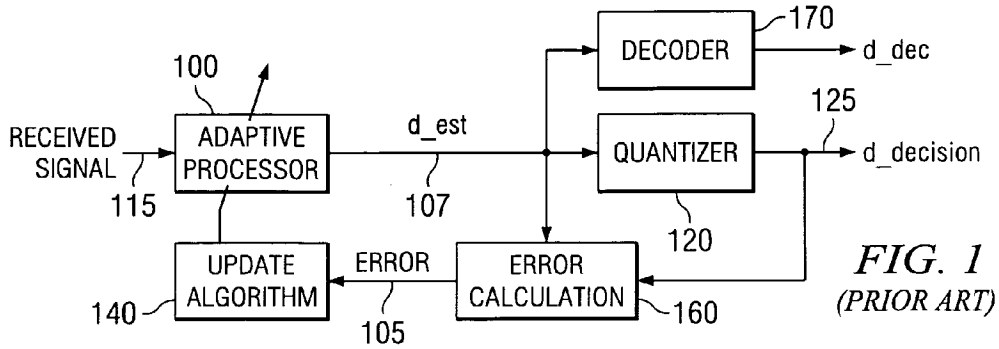 170
DECODER
d_dec
100
RECEIVED
SIGNAL
115
ADAPTIVE
PROCESSOR
d_est
107
QUANTIZER
120
125
d_decision
UPDATE
ALGORITHM
140
ERROR
105
ERROR
CALCULATION
160
FIG. 1
(PRIOR ART)